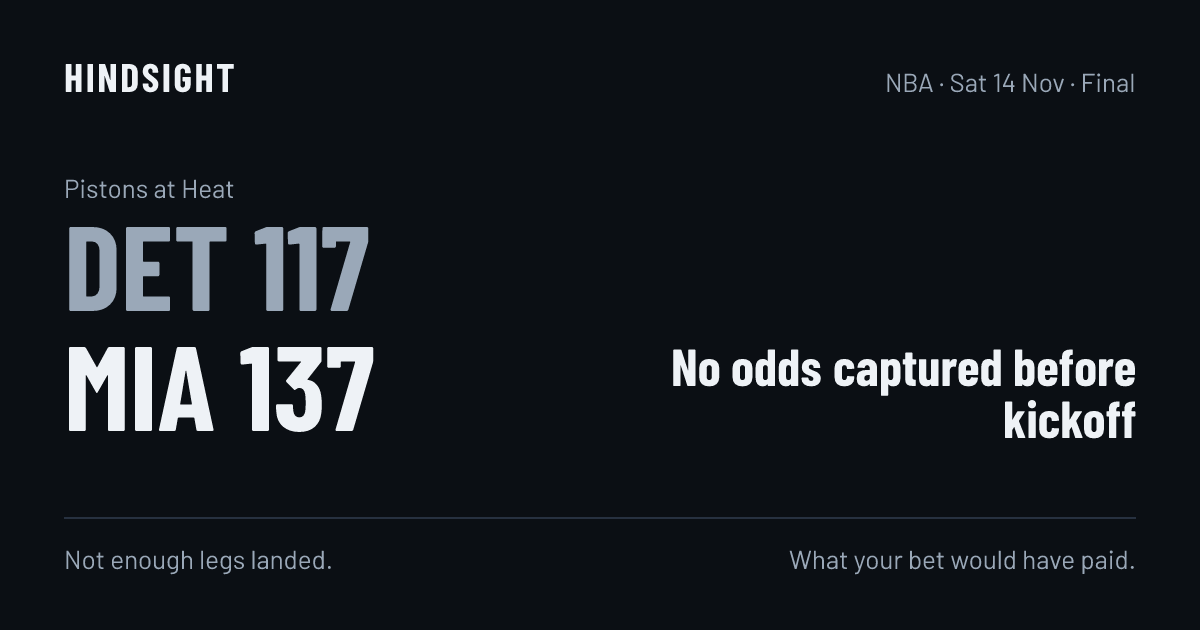 HINDSIGHT
NBA · Sat 14 Nov · Final
Pistons at Heat
DET 117
MIA 137
No odds captured before
kickoff
Not enough legs landed.
What your bet would have paid.